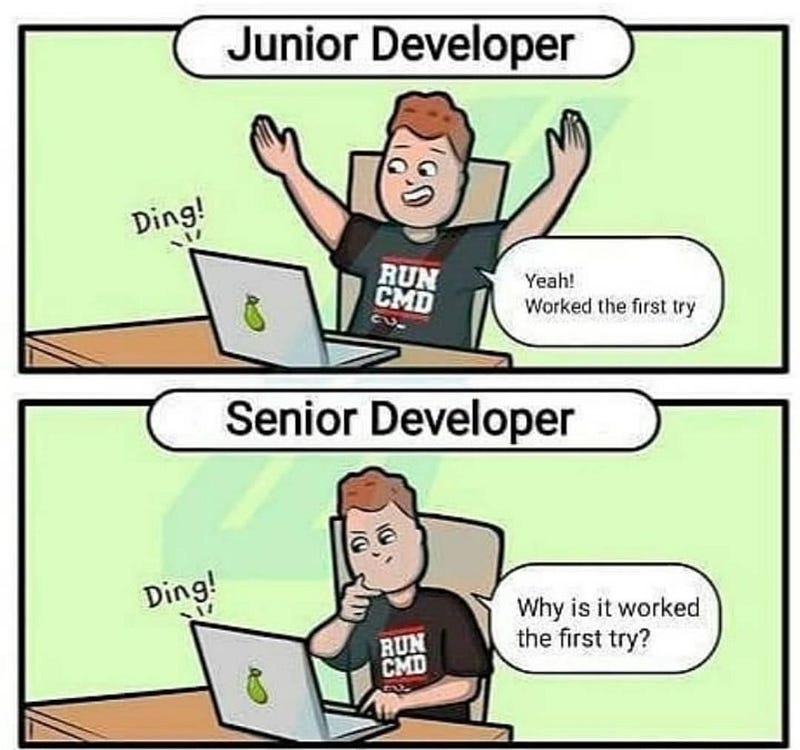 Junior Developer
Ding!
RUN
CMD
Yeah!
Worked the first try
Senior Developer
Ding!
Why is it worked
the first try?
RUN
CMD